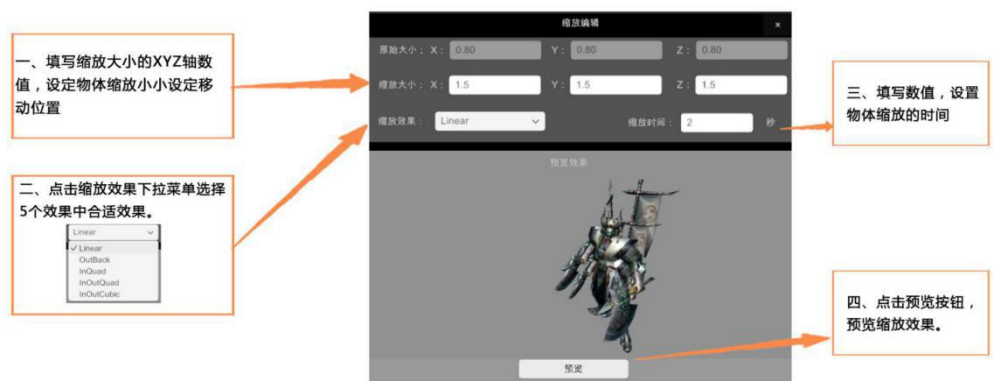 缩放编辑
×
原始大小： X： 0.80 Y： 0.80 Z： 0.80
缩放大小： X： 1.5 Y： 1.5 Z： 1.5
缩放效果： Linear 缩放时间： 2 秒
预览效果
预览
一、填写缩放大小的XYZ轴数
值，设定物体缩放小小设定移
动位置
二、点击缩放效果下拉菜单选择
5个效果中合适效果。
Linear
✓ Linear
OutBack
InQuad
InOutQuad
InOutCubic
三、填写数值，设置
物体缩放的时间
四、点击预览按钮，
预览缩放效果。